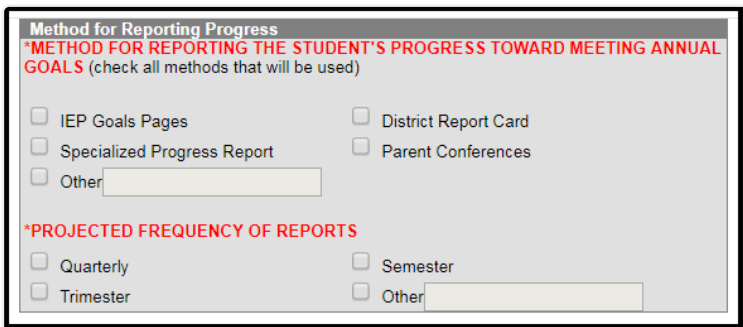 Method for Reporting Progress
*METHOD FOR REPORTING THE STUDENT'S PROGRESS TOWARD MEETING ANNUAL
GOALS (check all methods that will be used)
IEP Goals Pages
District Report Card
Specialized Progress Report
Parent Conferences
Other
*PROJECTED FREQUENCY OF REPORTS
Quarterly
Semester
Trimester
Other